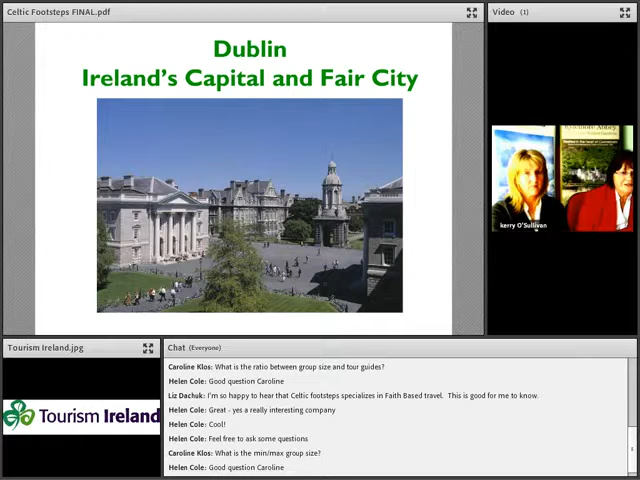 Celtic Footsteps FINAL.pdf
Dublin
Ireland's Capital and Fair City
Video (1)
kerry O'Sullivan
Tourism Ireland.jpg
Tourism Ireland
Chat (Everyone)
Caroline Klos: What is the ratio between group size and tour guides?
Helen Cole: Good question Caroline
Liz Dachuk: I'm so happy to hear that Celtic footsteps specializes in Faith Based travel. This is good for me to know.
Helen Cole: Great - yes a really interesting company
Helen Cole: Cool!
Helen Cole: Feel free to ask some questions
Caroline Klos: What is the min/max group size?
Helen Cole: Good question Caroline